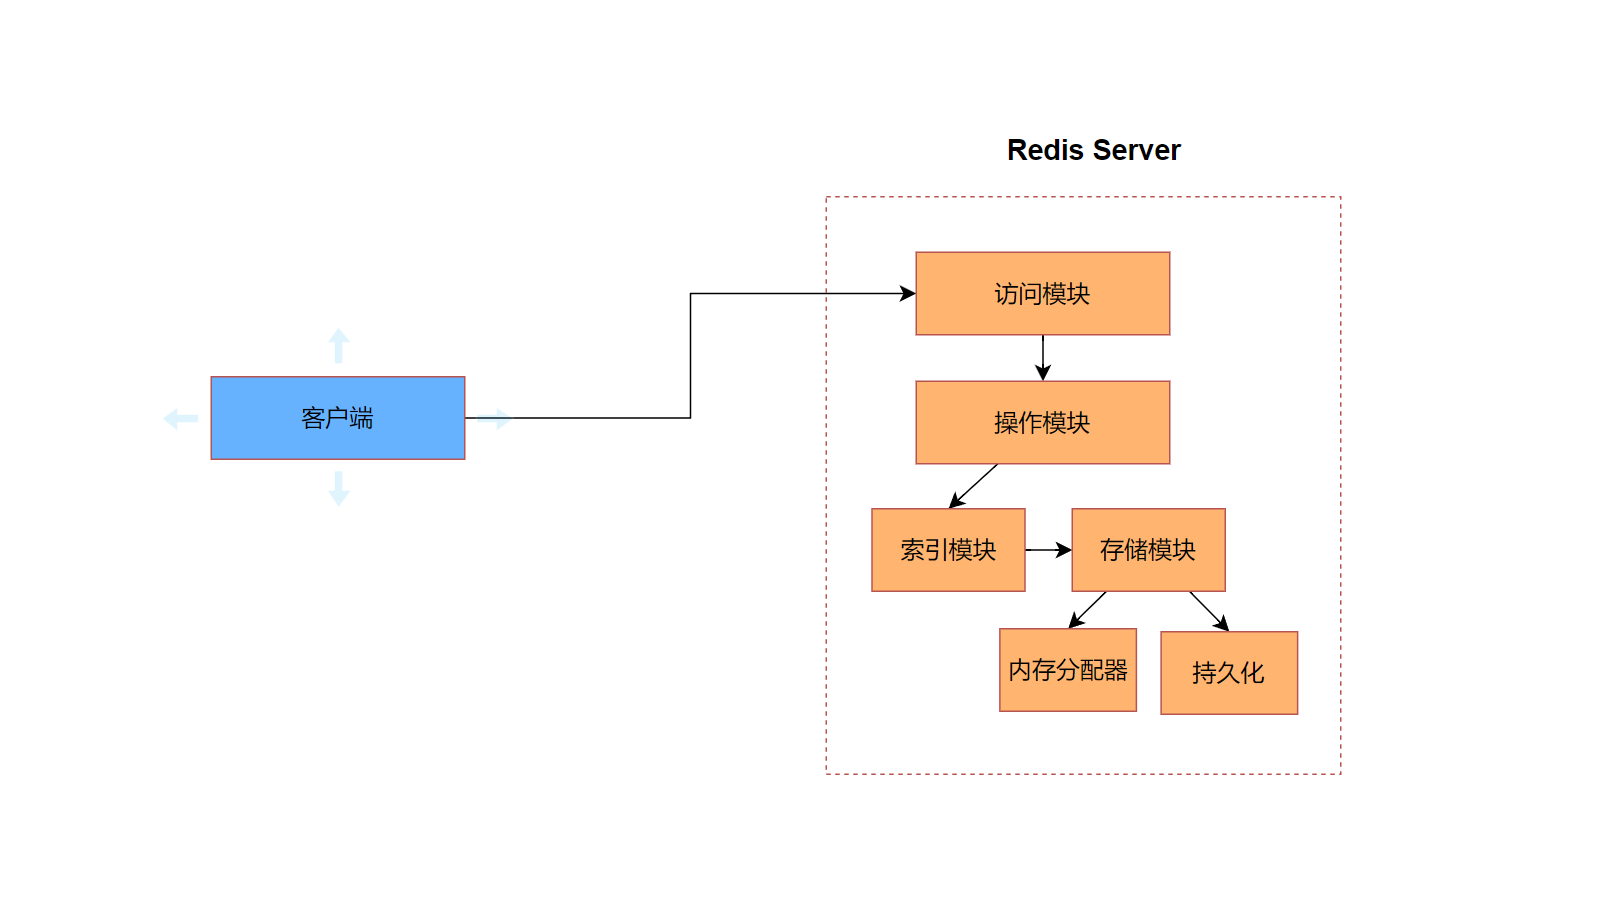 Redis Server
访问模块
客户端
操作模块
索引模块
存储模块
内存分配器
持久化